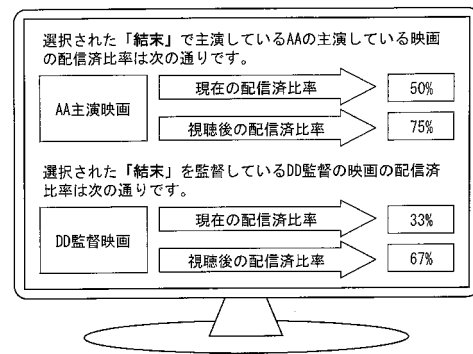 選択された「結末」で主演しているAAの主演している映画
の配信済比率は次の通りです。
AA主演映画
現在の配信済比率
50%
視聴後の配信済比率
75%
選択された「結末」を監督しているDD監督の映画の配信済
比率は次の通りです。
DD監督映画
現在の配信済比率
33%
視聴後の配信済比率
67%